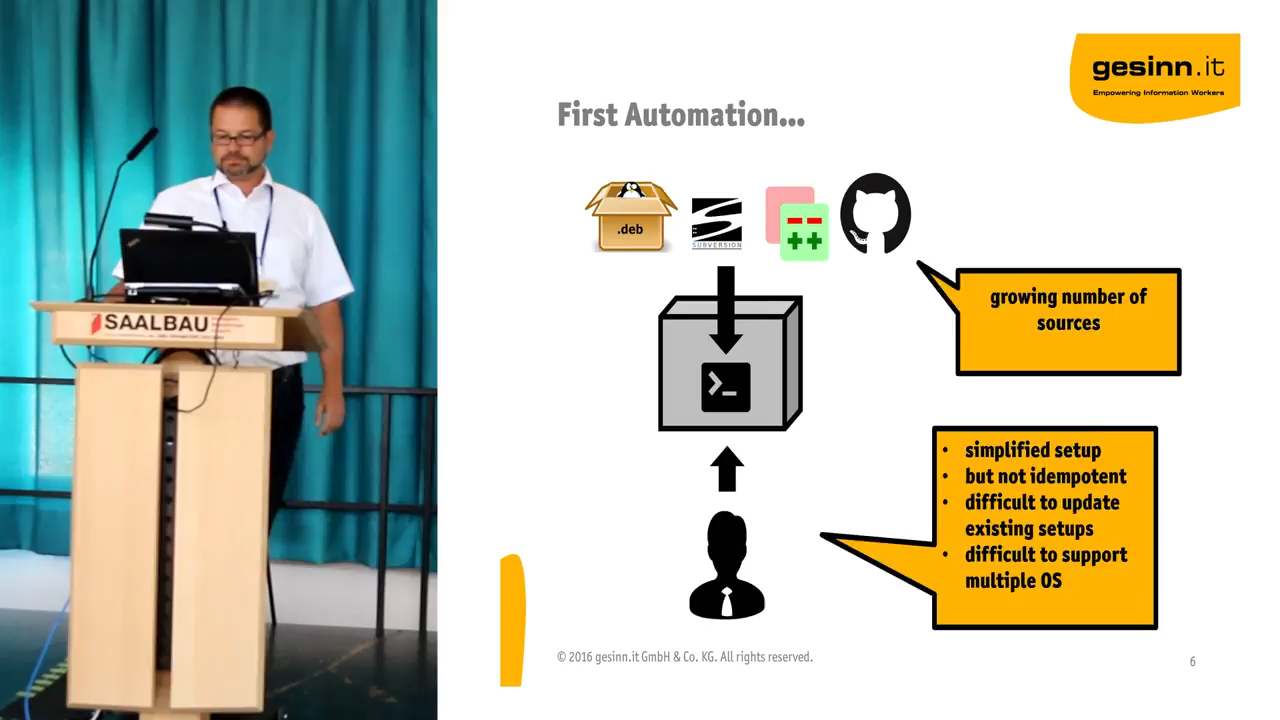 gesinn.it
Empowering Information Workers
First Automation...
.deb
SUBVERSION
growing number of
sources
SAALBAU
• simplified setup
• but not idempotent
• difficult to update
existing setups
• difficult to support
multiple OS
© 2016 gesinn.it GmbH & Co. KG. All rights reserved.
6